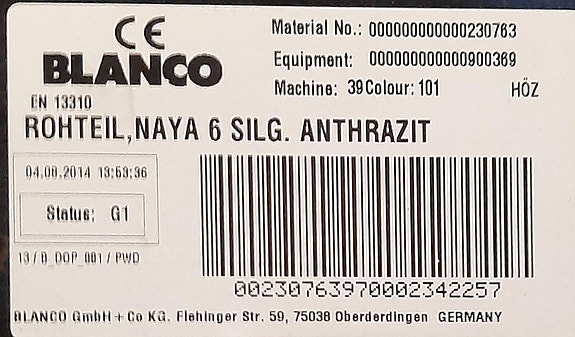 CE
BLANCO
Material No.: 000000000000230763
Equipment: 000000000000900369
Machine: 39 Colour: 101 HÖZ
EN 13310
ROHTEIL,NAYA 6 SILG. ANTHRAZIT
04.08.2014 13:53:36
Status: G1
13 / B_DOP_001 / PWD
00230763970002342257
BLANCO GmbH + Co KG. Flehinger Str. 59, 75038 Oberderdingen GERMANY